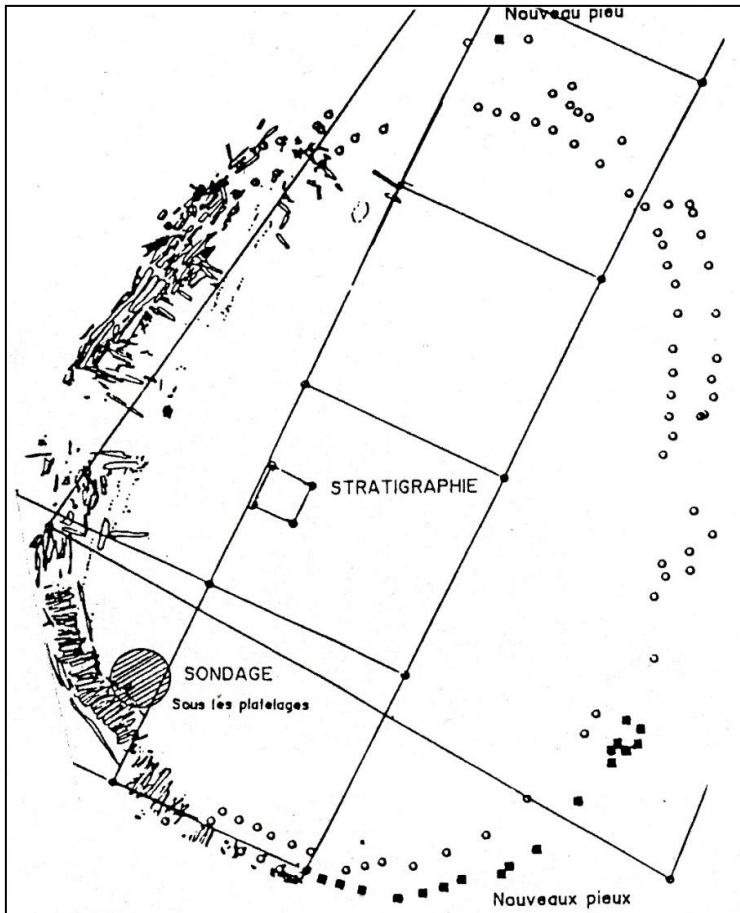 Nouveau pieu
STRATIGRAPHIE
SONDAGE
Sous les platelages
Nouveaux pieux